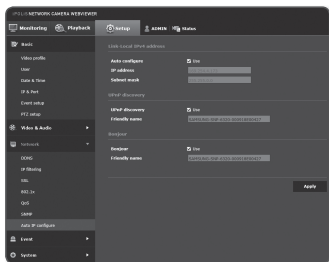 iPOLiS NETWORK CAMERA WEBVIEWER
Monitoring
Playback
Setup
ADMIN
Status
Basic
Video profile
User
Date & Time
IP & Port
Event setup
PTZ setup
Video & Audio
Network
DDNS
IP filtering
SSL
802.1x
QoS
SNMP
Auto IP configure
Event
System
Link-Local IPv4 address
Auto configure
Use
IP address
Subnet mask
UPnP discovery
UPnP discovery
Use
Friendly name
Bonjour
Bonjour
Use
Friendly name
Apply